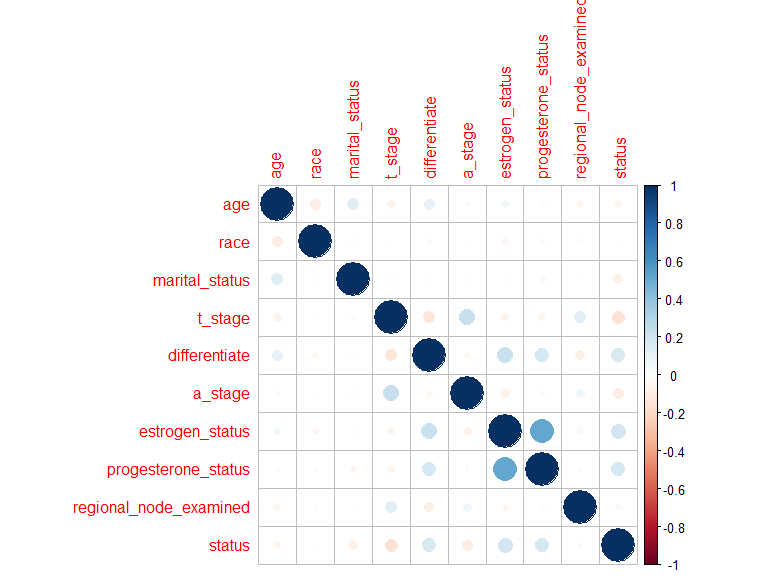 age
race
marital_status
t_stage
differentiate
a_stage
estrogen_status
progesterone_status
regional_node_examined
status
age
race
marital_status
t_stage
differentiate
a_stage
estrogen_status
progesterone_status
regional_node_examined
status
1
0.8
0.6
0.4
0.2
0
-0.2
-0.4
-0.6
-0.8
-1